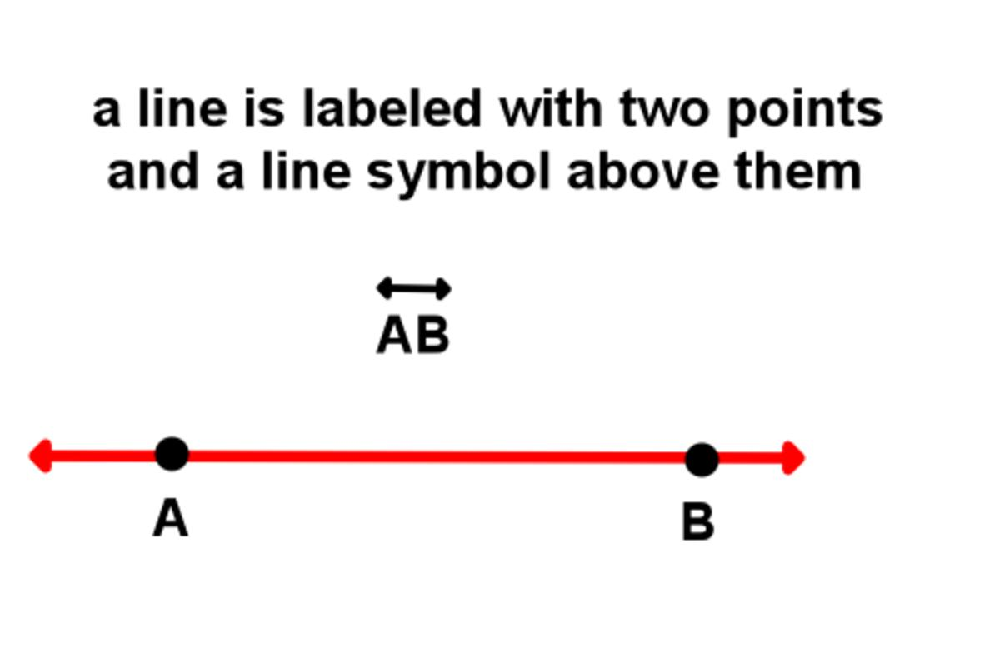 a line is labeled with two points
and a line symbol above them
AB
A
B